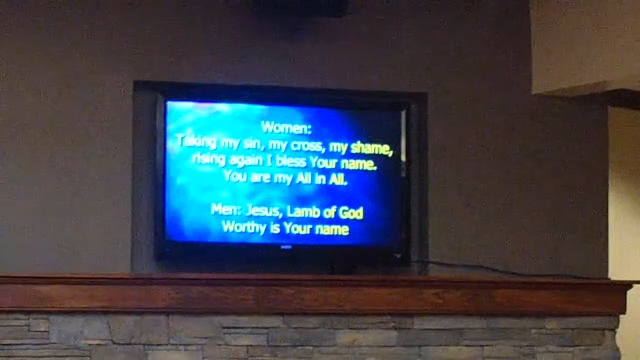 Women:
Taking my sin, my cross, my shame,
rising again I bless Your name.
You are my All in All.
Men: Jesus, Lamb of God
Worthy is Your name